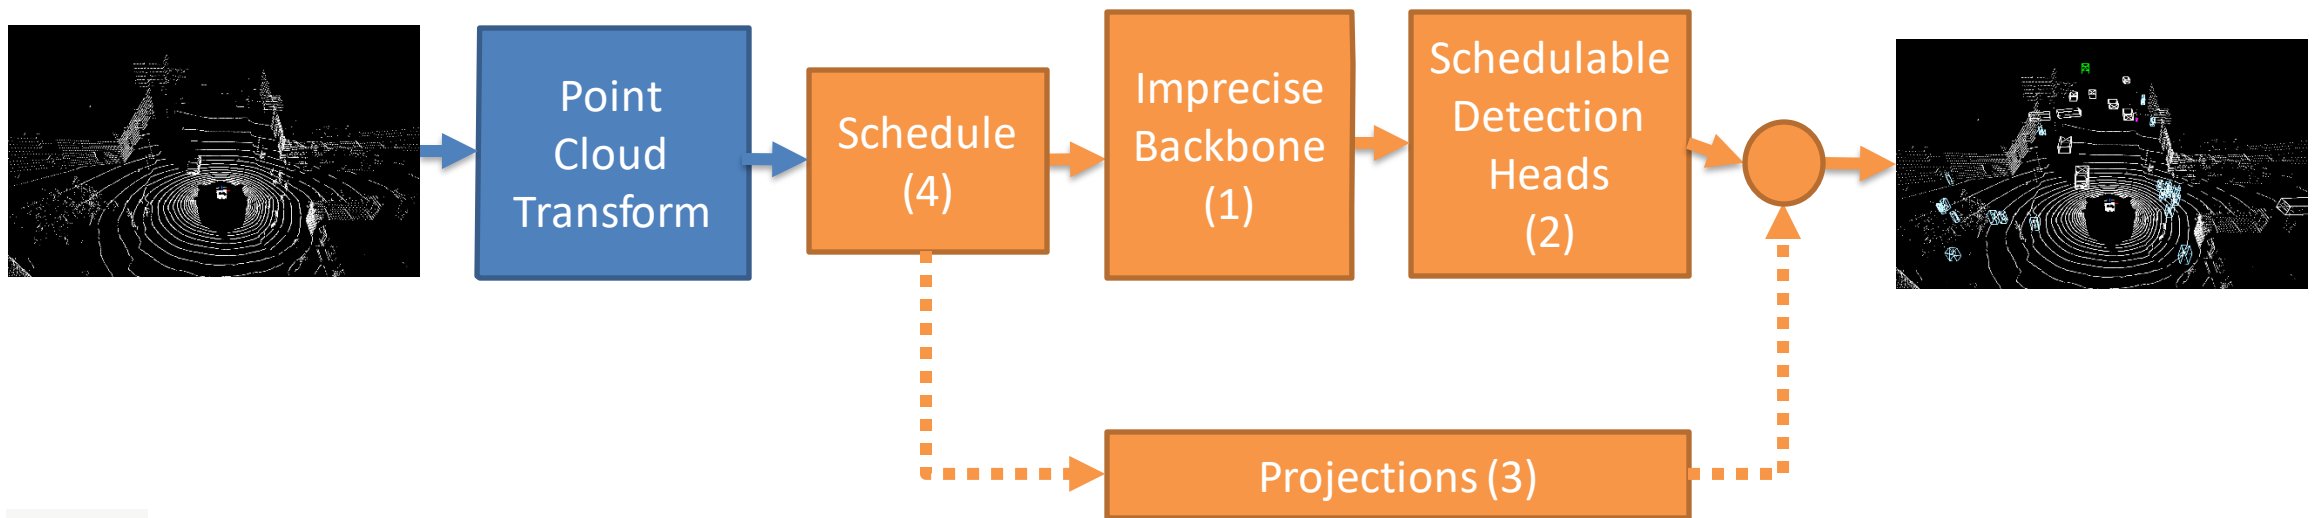 Point
Cloud
Transform
Schedule
(4)
Imprecise
Backbone
(1)
Schedulable
Detection
Heads
(2)
Projections (3)